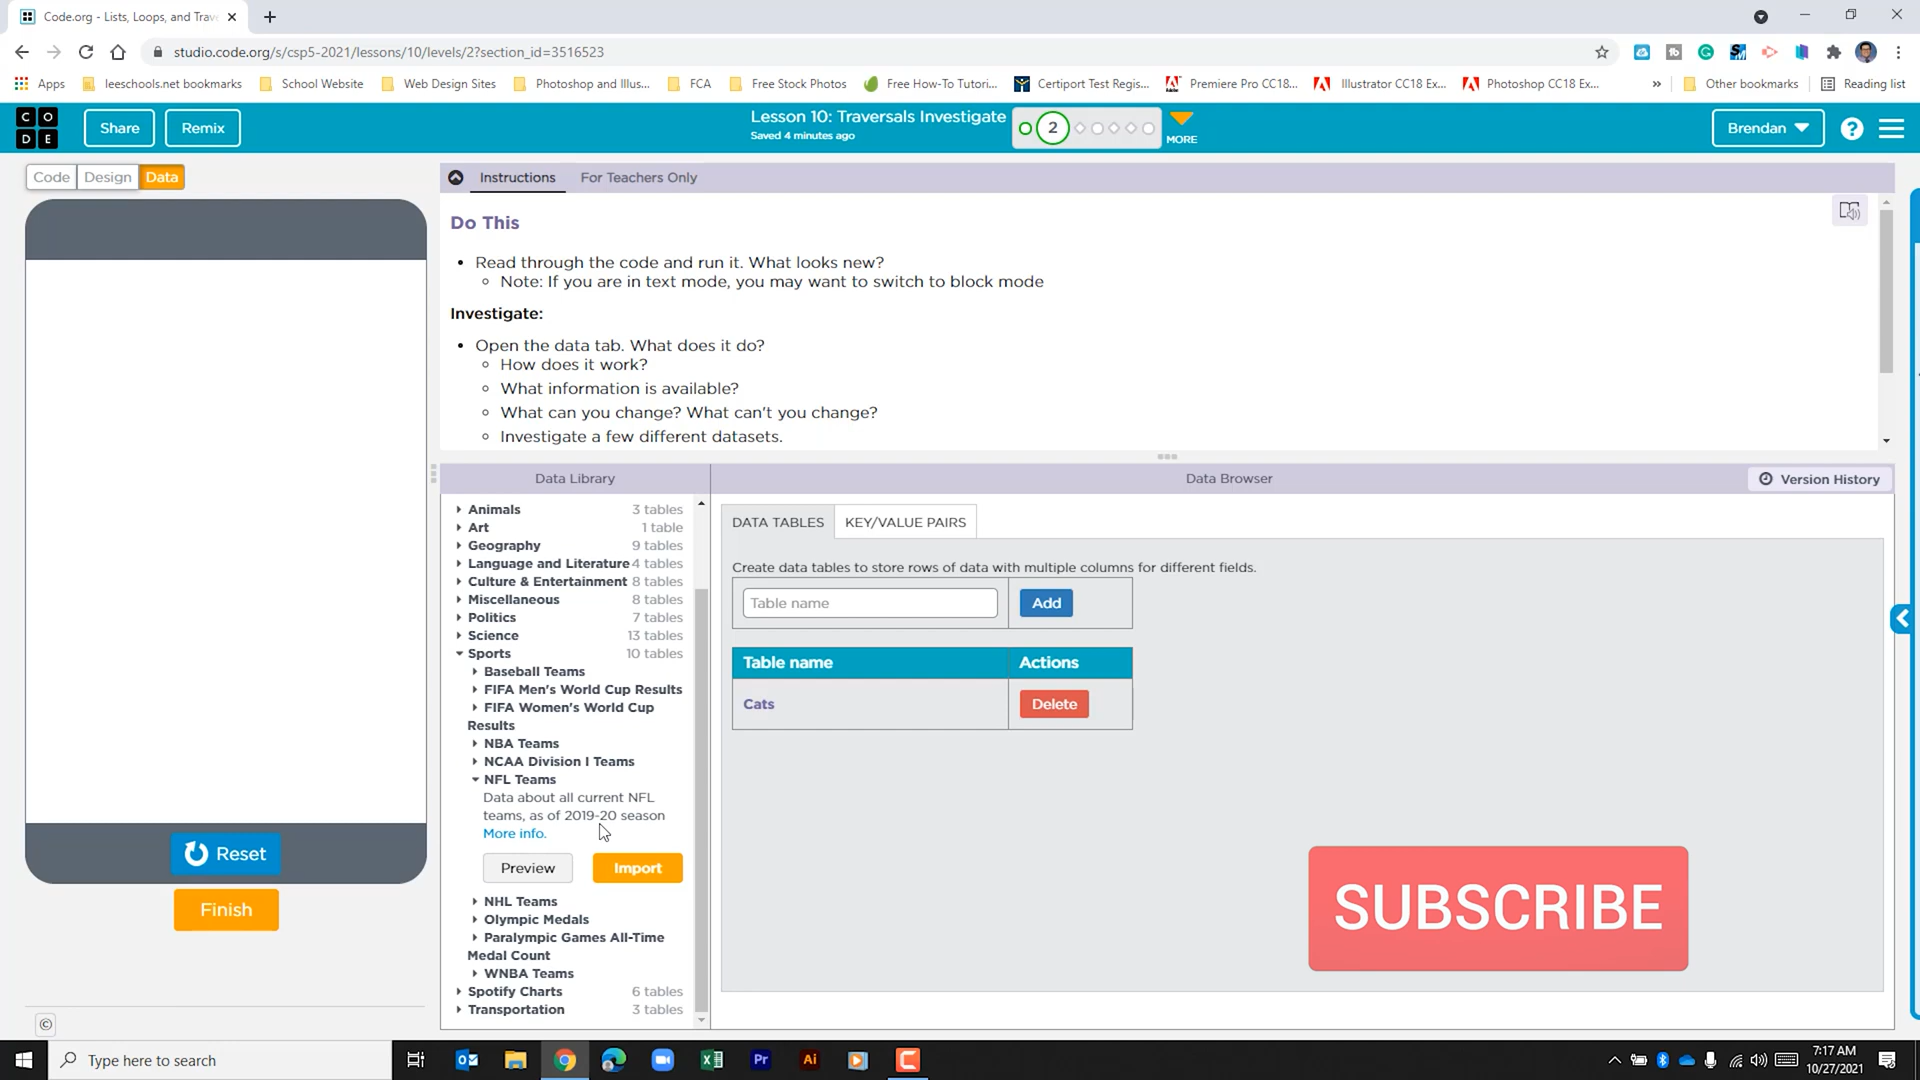 Code.org - Lists, Loops, and Trav
studio.code.org/s/csp5-2021/lessons/10/levels/2?section_id=3516523
Apps
leeschools.net bookmarks
School Website
Web Design Sites
Photoshop and Illus...
FCA
Free Stock Photos
Free How-To Tutori...
Certiport Test Regis...
Premiere Pro CC18...
Illustrator CC18 Ex...
Photoshop CC18 Ex...
»
Other bookmarks
Reading list
CODE
Share
Remix
Lesson 10: Traversals Investigate
Saved 4 minutes ago
2
MORE
Brendan
?
Code
Design
Data
Instructions
For Teachers Only
Do This
Read through the code and run it. What looks new?
Note: If you are in text mode, you may want to switch to block mode
Investigate:
Open the data tab. What does it do?
How does it work?
What information is available?
What can you change? What can't you change?
Investigate a few different datasets.
Data Library
Data Browser
Version History
Animals 3 tables
Art 1 table
Geography 9 tables
Language and Literature 4 tables
Culture & Entertainment 8 tables
Miscellaneous 8 tables
Politics 7 tables
Science 13 tables
Sports 10 tables
Baseball Teams
FIFA Men's World Cup Results
FIFA Women's World Cup
Results
NBA Teams
NCAA Division I Teams
NFL Teams
Data about all current NFL
teams, as of 2019-20 season
More info.
Preview
Import
NHL Teams
Olympic Medals
Paralympic Games All-Time
Medal Count
WNBA Teams
Spotify Charts 6 tables
Transportation 3 tables
DATA TABLES
KEY/VALUE PAIRS
Create data tables to store rows of data with multiple columns for different fields.
Table name
Add
Table name
Actions
Cats
Delete
SUBSCRIBE
Reset
Finish
©
Type here to search
Pr
Ai
7:17 AM
10/27/2021